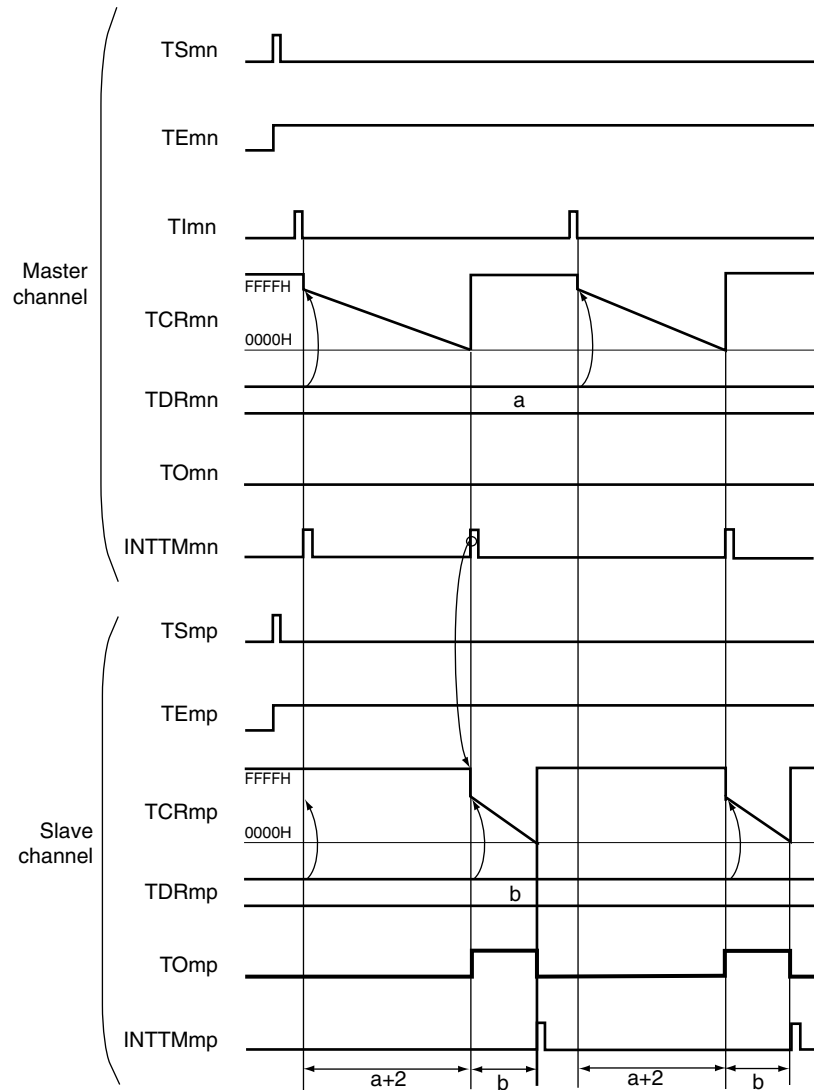 Master
channel
TSmn
TEmn
TImn
FFFFH
TCRmn
0000H
TDRmn
a
TOmn
INTTMmn
Slave
channel
TSmp
TEmp
FFFFH
TCRmp
0000H
TDRmp
b
TOmp
INTTMmp
a+2
b
a+2
b